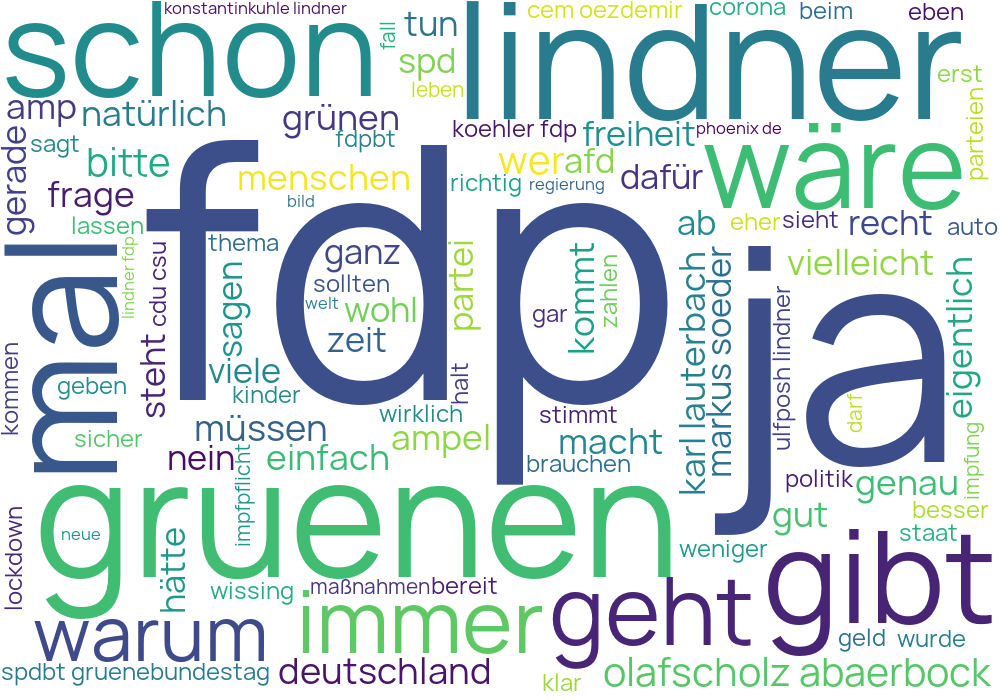 konstantinkuhle lindner
schon
fall
tun
lindner
cem oezdemir
corona
beim
eben
spd
leben
erst
amp
natürlich
grünen
fdpbt
koehler fdp
freiheit
phoenix de
parteien
gerade
sagt
bitte
menschen
bild
wer
afd
wäre
richtig
regierung
dafür
frage
lassen
ab
eher
sieht
recht
auto
mal
lindner fdp
steht
cdu csu
thema
fdp
ganz
sollten
welt
wohl
zeit
partei
gar
kommt
zahlen
karl lauterbach
markus soeder
ja
vielleicht
eigentlich
sagen
viele
kinder
kommen
geben
sicher
halt
wirklich
stimmt
ulfposh lindner
darf
müssen
ampel
macht
nein
impfpflicht
einfach
brauchen
politik
genau
impfung
besser
gruenen
neue
lockdown
hätte
wissing
maßnahmen
bereit
weniger
gut
staat
gibt
warum
immer
geht
geld
wurde
spdbt gruenebundestag
deutschland
klar
olafscholz abaerbock